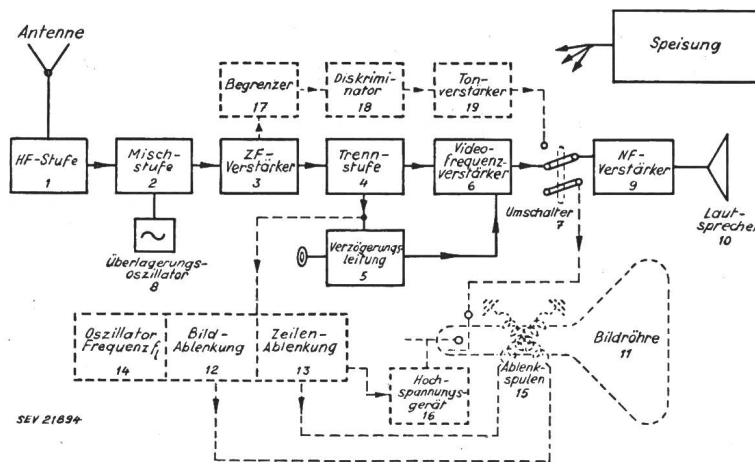 Antenne
Speisung
Begrenzer
17
Diskrimi-
nator
18
Ton-
verstärker
19
HF-Stufe
1
Misch-
stufe
2
ZF-
Verstärker
3
Trenn-
stufe
4
Video-
frequenz-
verstärker
6
Umschalter
7
NF-
Verstärker
9
Laut-
sprecher
10
Überlagerungs-
oszillator
8
Verzögerungs-
leitung
5
Oszillator
Frequenz f₁
14
Bild-
Ablenkung
12
Zeilen-
Ablenkung
13
Hoch-
spannungs-
gerät
16
Ablenk-
spulen
15
Bildröhre
11
SEV 21894